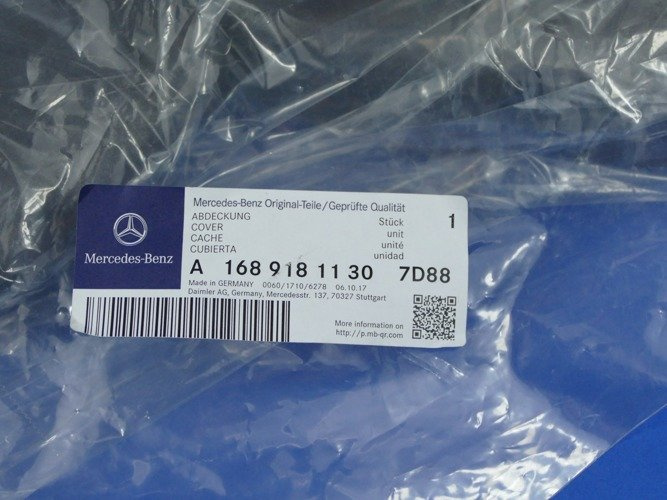 Mercedes-Benz Original-Teile/Geprüfte Qualität
ABDECKUNG Stück 1
COVER unit
CACHE unité
CUBIERTA unidad
Mercedes-Benz
A 168 918 11 30 7D88
Made in GERMANY 0060/1710/6278 06.10.17
Daimler AG, Germany, Mercedesstr. 137, 70327 Stuttgart
More information on
http://p.mb-qr.com